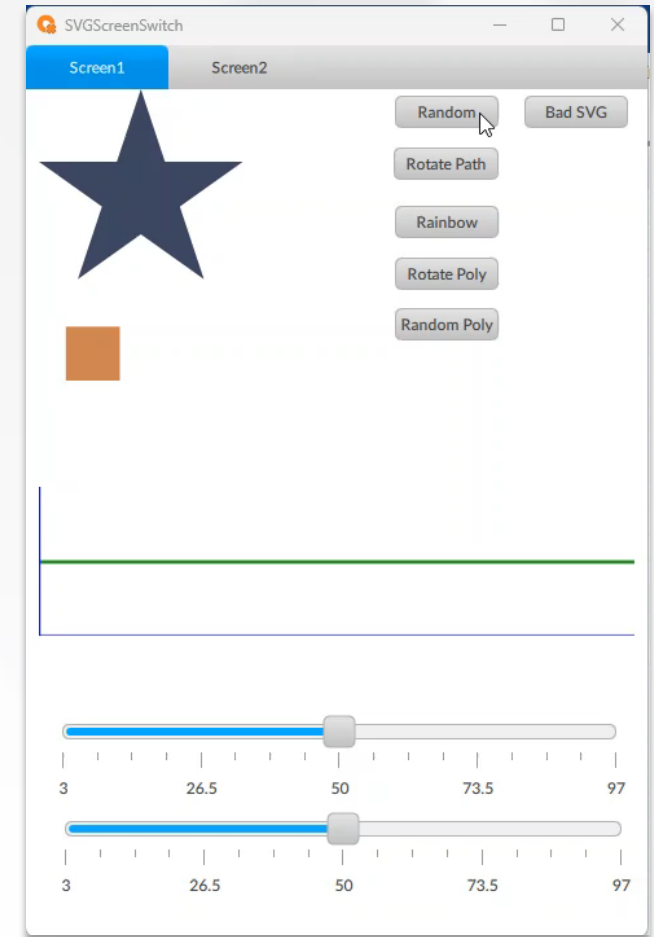 SVGScreenSwitch
Screen1 Screen2
Random Bad SVG
Rotate Path
Rainbow
Rotate Poly
Random Poly
3 26.5 50 73.5 97
3 26.5 50 73.5 97